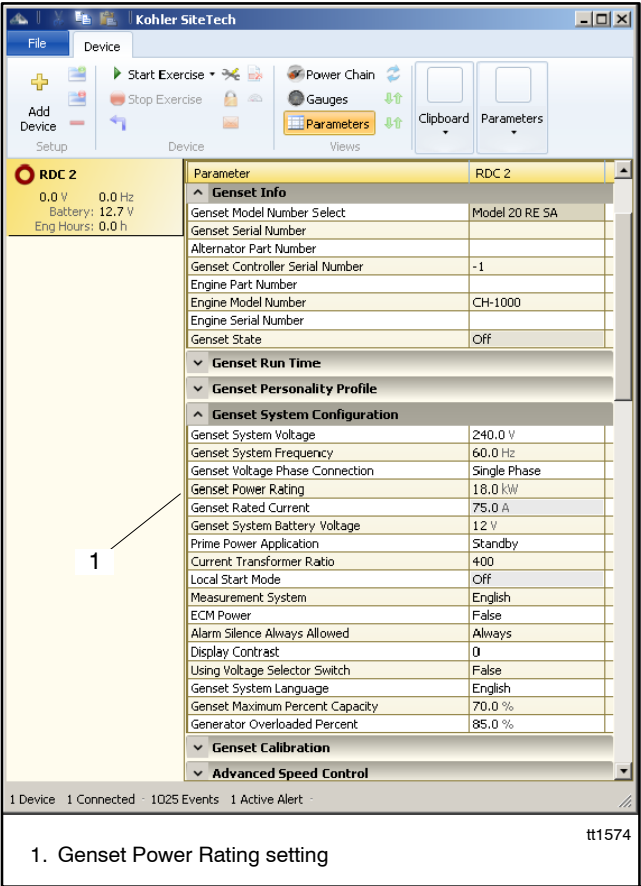 Kohler SiteTech
File
Device
Add Device
Start Exercise
Stop Exercise
Power Chain
Gauges
Parameters
Clipboard
Parameters
Setup
Device
Views
RDC 2
0.0 V 0.0 Hz
Battery: 12.7 V
Eng Hours: 0.0 h
Parameter RDC 2
Genset Info
Genset Model Number Select Model 20 RE SA
Genset Serial Number
Alternator Part Number
Genset Controller Serial Number -1
Engine Part Number
Engine Model Number CH-1000
Engine Serial Number
Genset State Off
Genset Run Time
Genset Personality Profile
Genset System Configuration
Genset System Voltage 240.0 V
Genset System Frequency 60.0 Hz
Genset Voltage Phase Connection Single Phase
Genset Power Rating 18.0 kW
Genset Rated Current 75.0 A
Genset System Battery Voltage 12 V
Prime Power Application Standby
Current Transformer Ratio 400
Local Start Mode Off
Measurement System English
ECM Power False
Alarm Silence Always Allowed Always
Display Contrast 0
Using Voltage Selector Switch False
Genset System Language English
Genset Maximum Percent Capacity 70.0 %
Generator Overloaded Percent 85.0 %
Genset Calibration
Advanced Speed Control
1
1 Device 1 Connected - 1025 Events 1 Active Alert -
tt1574
1. Genset Power Rating setting